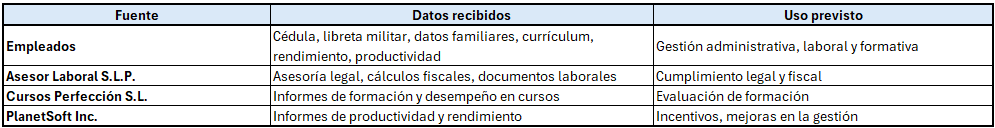 Fuente Datos recibidos Uso previsto
Empleados Cédula, libreta militar, datos familiares, currículum, rendimiento, productividad Gestión administrativa, laboral y formativa
Asesor Laboral S.L.P. Asesoría legal, cálculos fiscales, documentos laborales Cumplimiento legal y fiscal
Cursos Perfección S.L. Informes de formación y desempeño en cursos Evaluación de formación
PlanetSoft Inc. Informes de productividad y rendimiento Incentivos, mejoras en la gestión